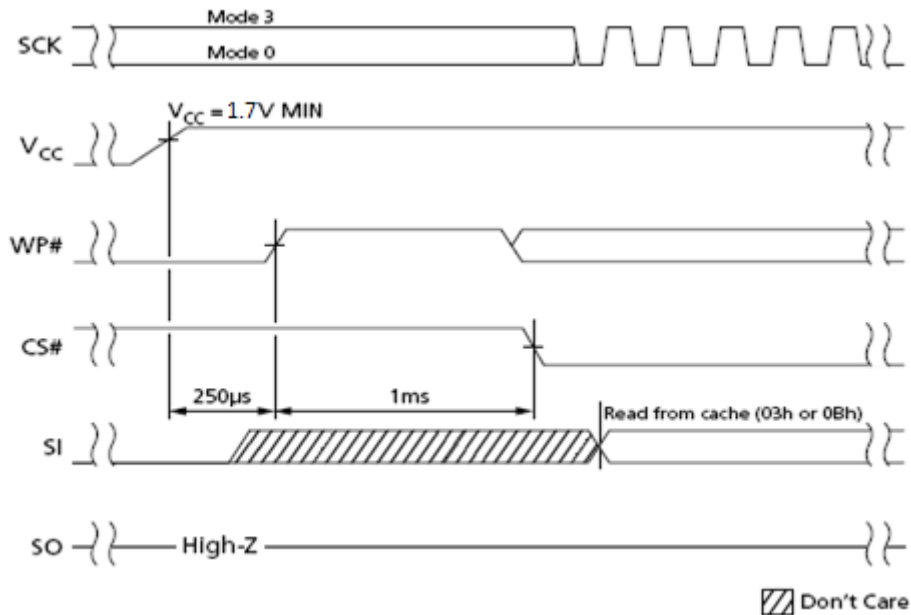 Mode 3
SCK
Mode 0
VCC = 1.7V MIN
VCC
WP#
CS#
250µs
1ms
Read from cache (03h or 0Bh)
SI
SO
High-Z
Don't Care